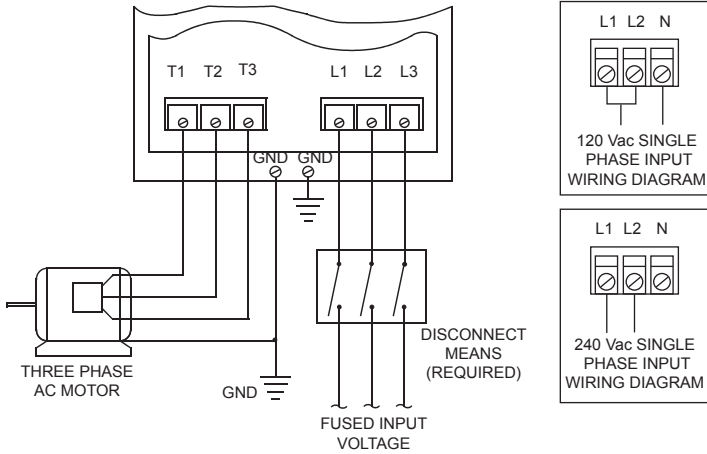 T1 T2 T3
L1 L2 L3
GND GND
THREE PHASE
AC MOTOR
GND
DISCONNECT
MEANS
(REQUIRED)
FUSED INPUT
VOLTAGE
L1 L2 N
120 Vac SINGLE
PHASE INPUT
WIRING DIAGRAM
L1 L2 N
240 Vac SINGLE
PHASE INPUT
WIRING DIAGRAM